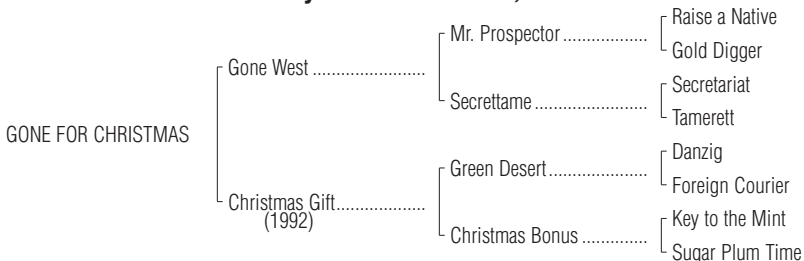 Raise a Native
Mr. Prospector
Gold Digger
Gone West
Secretariat
Secrettame
Tamerett
GONE FOR CHRISTMAS
Danzig
Green Desert
Foreign Courier
Christmas Gift
(1992)
Key to the Mint
Christmas Bonus
Sugar Plum Time